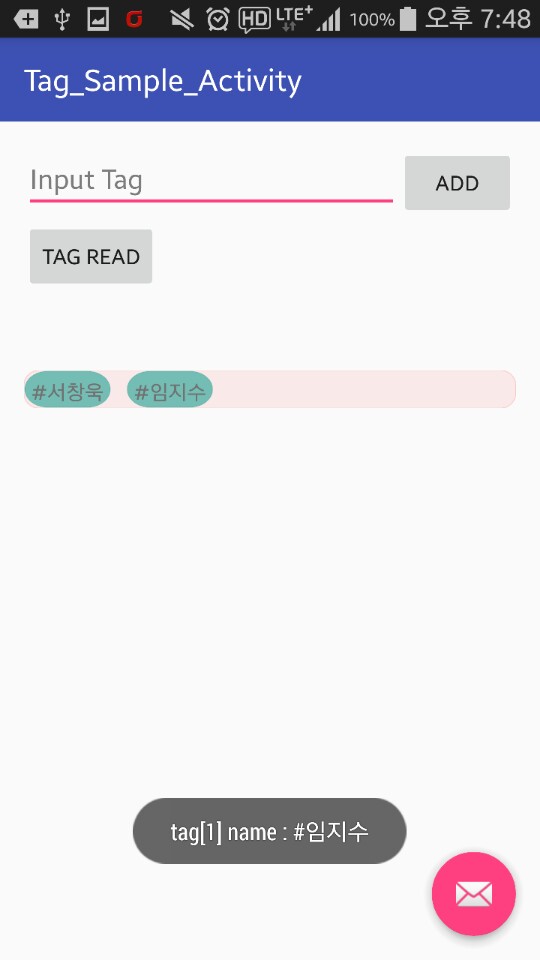 HD LTE+ 100% 오후 7:48
Tag_Sample_Activity
Input Tag
ADD
TAG READ
#서창욱 #임지수
tag[1] name : #임지수